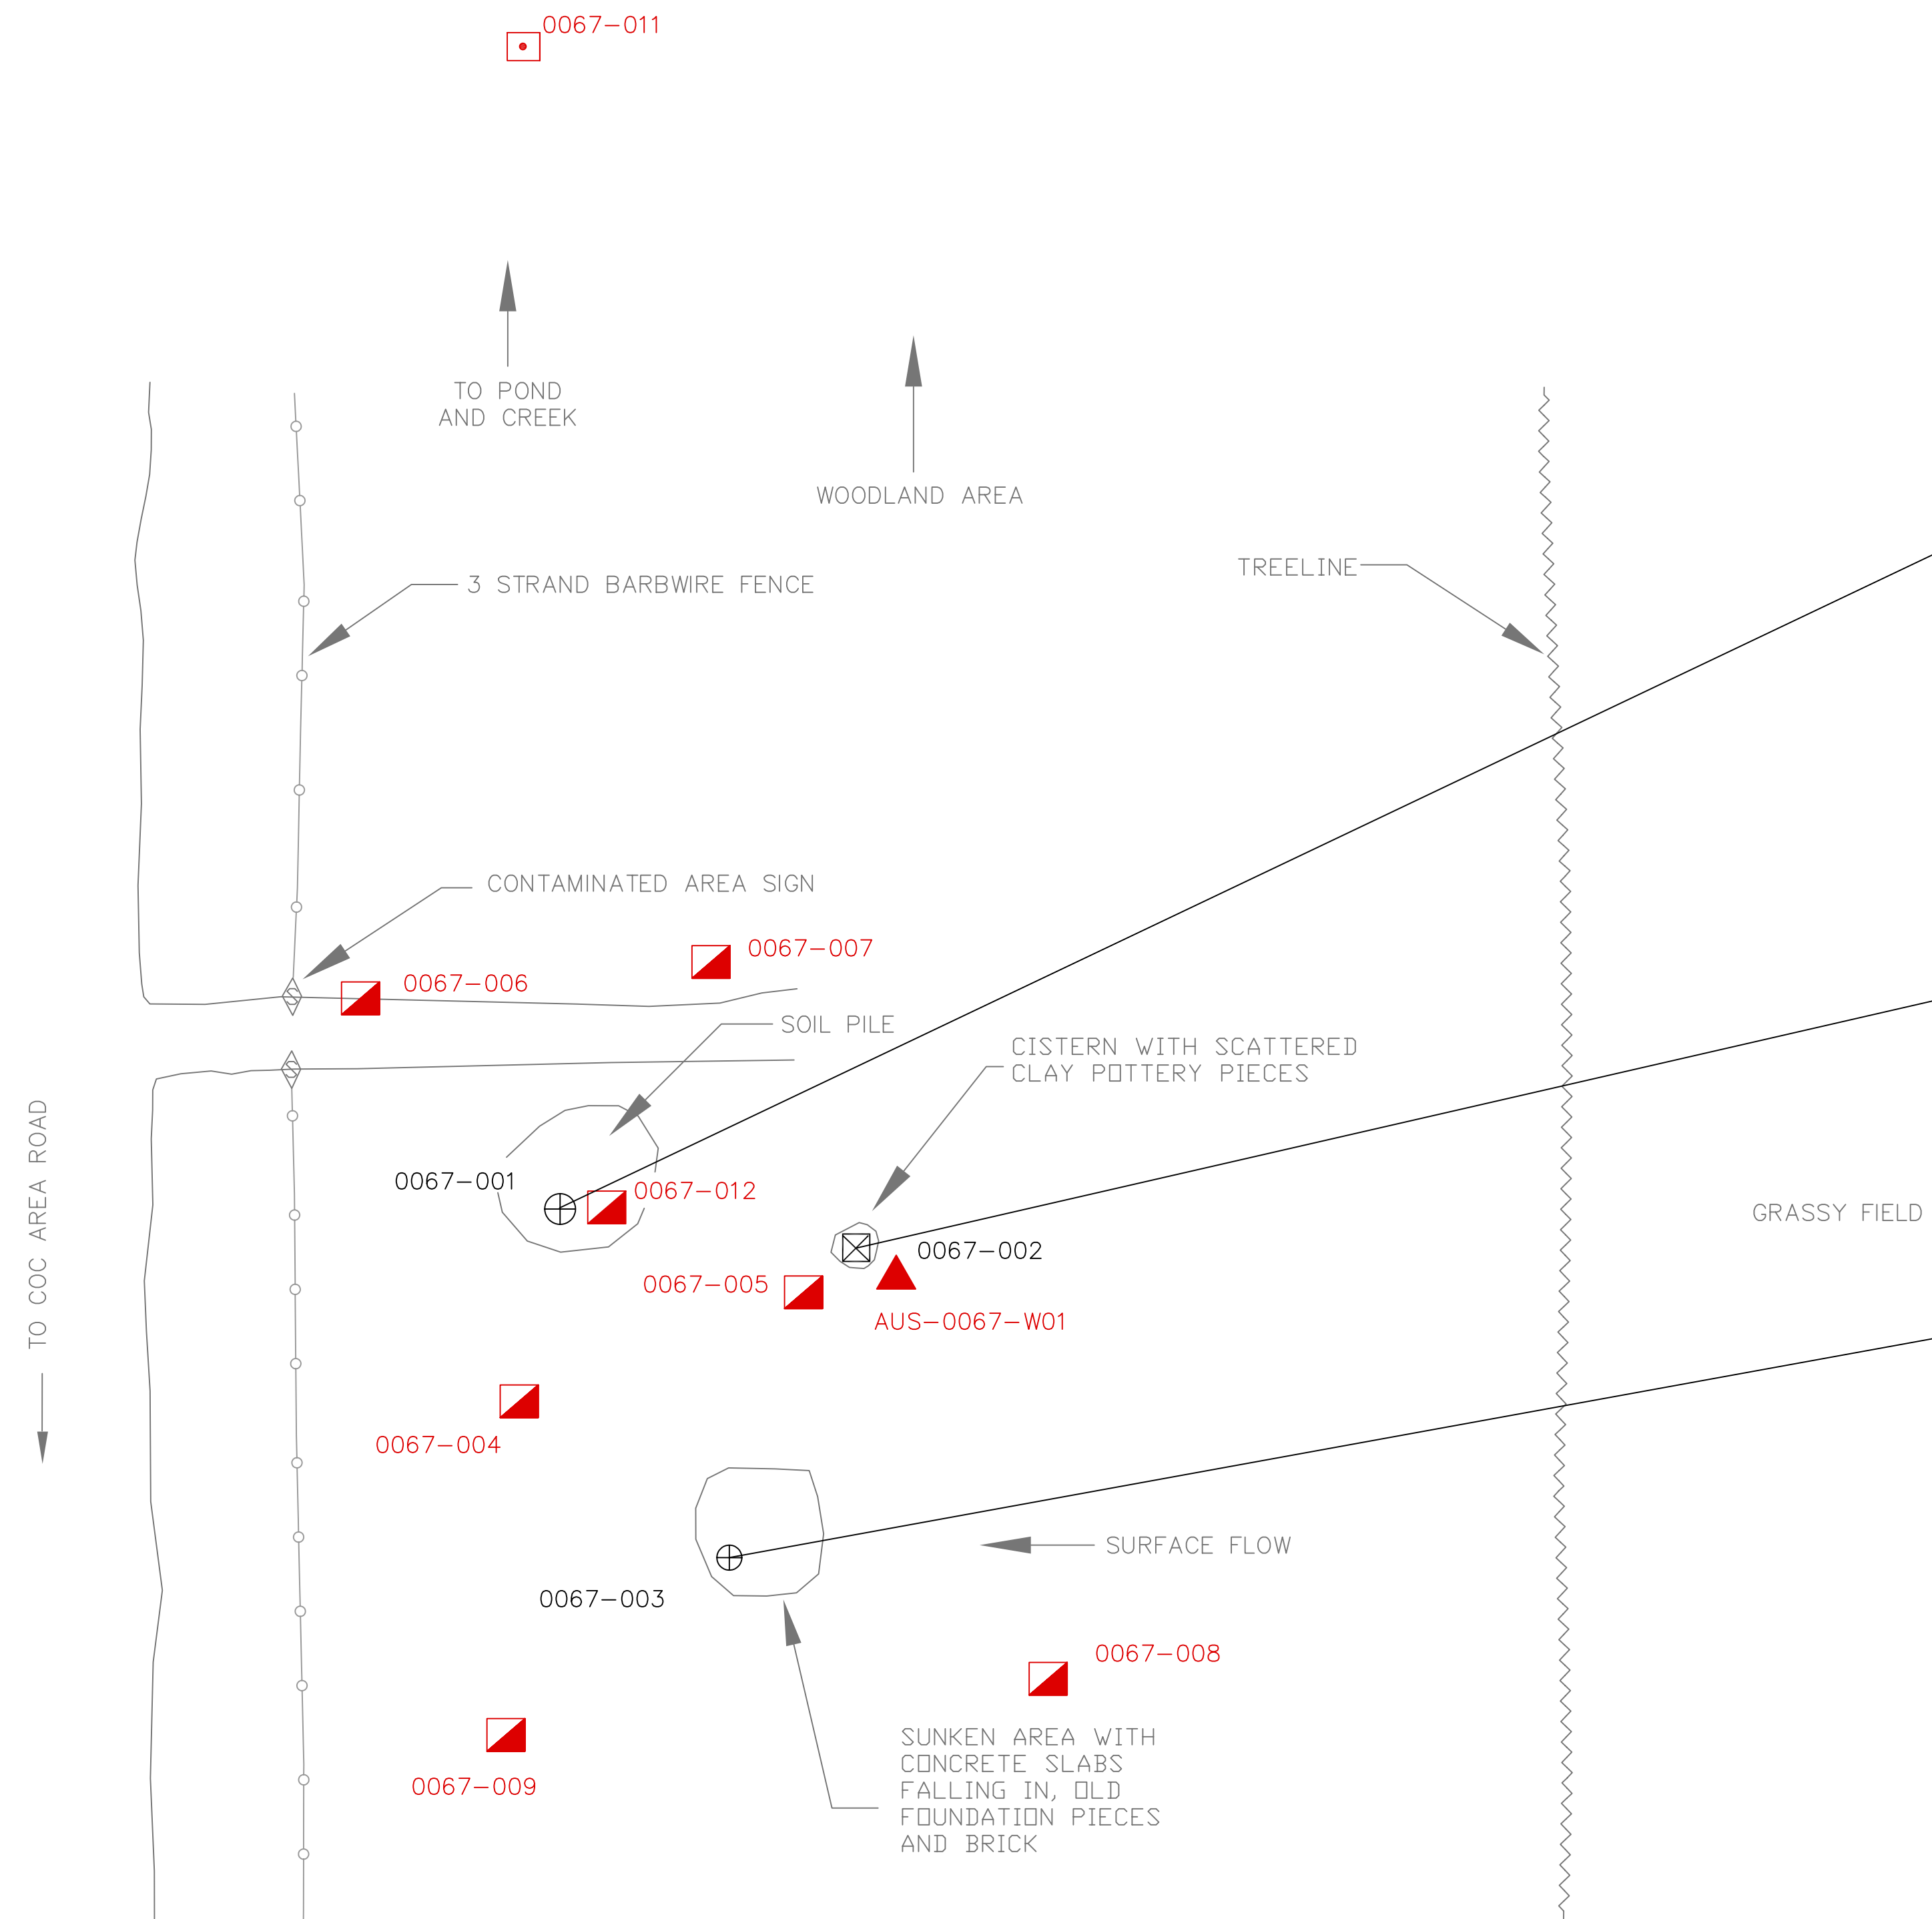 0067-011
TO POND
AND CREEK
WOODLAND AREA
TREELINE
3 STRAND BARBWIRE FENCE
CONTAMINATED AREA SIGN
0067-007
0067-006
SOIL PILE
CISTERN WITH SCATTERED
CLAY POTTERY PIECES
TO COC AREA ROAD
0067-001
0067-012
GRASSY FIELD
0067-002
0067-005
AUS-0067-W01
0067-004
SURFACE FLOW
0067-003
0067-008
SUNKEN AREA WITH
CONCRETE SLABS
FALLING IN, OLD
FOUNDATION PIECES
AND BRICK
0067-009